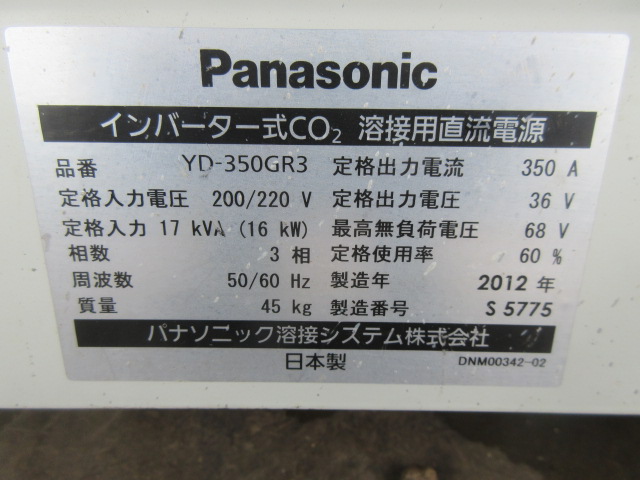 Panasonic
インバーター式CO₂ 溶接用直流電源
品番 YD-350GR3 定格出力電流 350 A
定格入力電圧 200/220 V 定格出力電圧 36 V
定格入力 17 kVA (16 kW) 最高無負荷電圧 68 V
相数 3 相 定格使用率 60 %
周波数 50/60 Hz 製造年 2012 年
質量 45 kg 製造番号 S 5775
パナソニック溶接システム株式会社
日本製 DNM00342-02